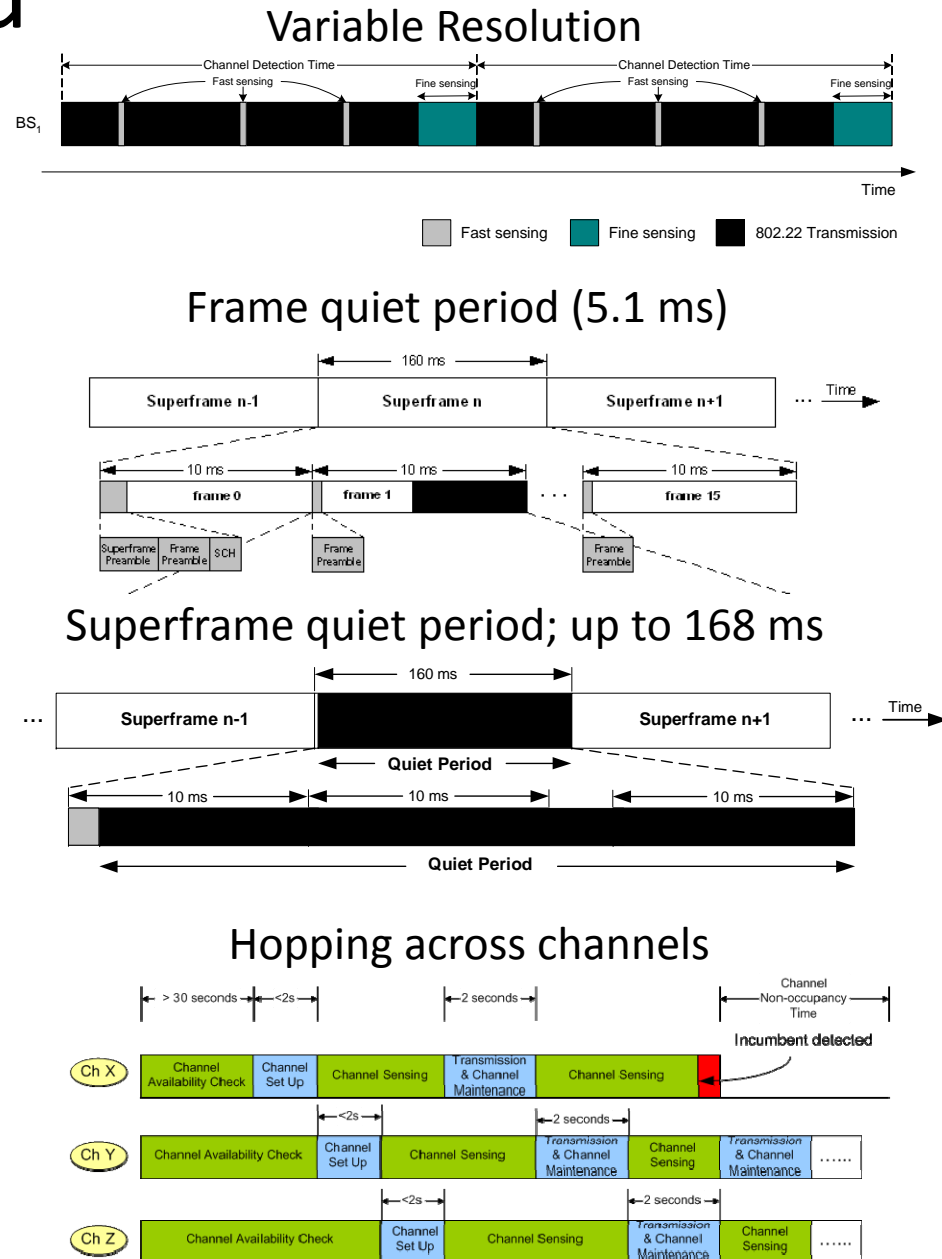 Variable Resolution
Channel Detection Time Channel Detection Time
Fast sensing Fine sensing Fast sensing Fine sensing
BS1
Time
Fast sensing Fine sensing 802.22 Transmission
Frame quiet period (5.1 ms)
160 ms
Superframe n-1 Superframe n Superframe n+1 ... Time
10 ms 10 ms 10 ms
frame 0 frame 1 ... frame 15
Superframe Preamble Frame Preamble SCH Frame Preamble Frame Preamble
Superframe quiet period; up to 168 ms
160 ms
... Superframe n-1 Superframe n+1 ... Time
Quiet Period
10 ms 10 ms 10 ms
Quiet Period
Hopping across channels
> 30 seconds <2s 2 seconds Channel Non-occupancy Time
Incumbent detected
Ch X Channel Availability Check Channel Set Up Channel Sensing Transmission & Channel Maintenance Channel Sensing
<2s 2 seconds
Ch Y Channel Availability Check Channel Set Up Channel Sensing Transmission & Channel Maintenance Channel Sensing Transmission & Channel Maintenance ......
<2s 2 seconds
Ch Z Channel Availability Check Channel Set Up Channel Sensing Transmission & Channel Maintenance Channel Sensing ......